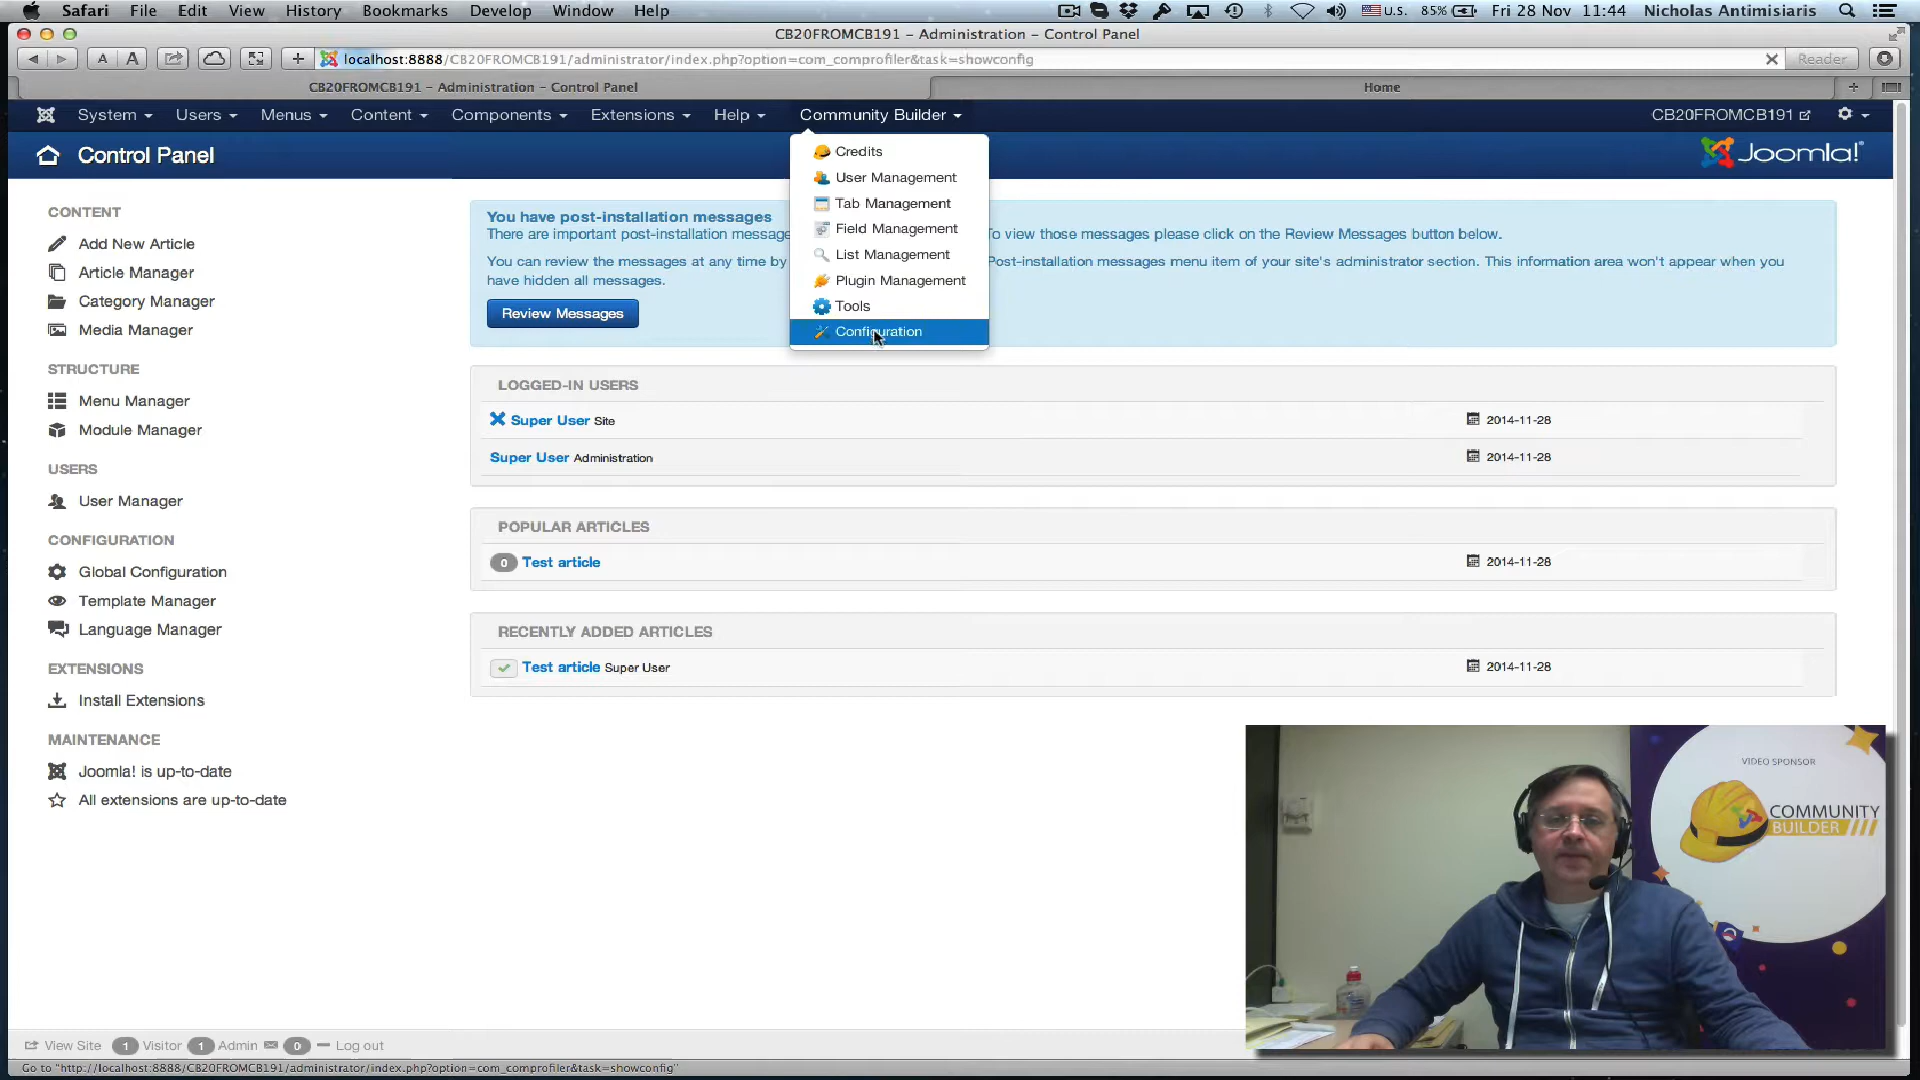 Safari File Edit View History Bookmarks Develop Window Help U.S. 85% Fri 28 Nov 11:44 Nicholas Antimisiaris
CB20FROMCB191 – Administration – Control Panel
A A + localhost:8888/CB20FROMCB191/administrator/index.php?option=com_comprofiler&task=showconfig Reader
CB20FROMCB191 – Administration – Control Panel Home
System Users Menus Content Components Extensions Help Community Builder CB20FROMCB191
Control Panel Joomla!
Credits
User Management
Tab Management
Field Management
List Management
Plugin Management
Tools
Configuration
CONTENT
Add New Article
Article Manager
Category Manager
Media Manager
STRUCTURE
Menu Manager
Module Manager
USERS
User Manager
CONFIGURATION
Global Configuration
Template Manager
Language Manager
EXTENSIONS
Install Extensions
MAINTENANCE
Joomla! is up-to-date
All extensions are up-to-date
You have post-installation messages
There are important post-installation message To view those messages please click on the Review Messages button below.
You can review the messages at any time by Post-installation messages menu item of your site's administrator section. This information area won't appear when you
have hidden all messages.
Review Messages
LOGGED-IN USERS
Super User Site 2014-11-28
Super User Administration 2014-11-28
POPULAR ARTICLES
0 Test article 2014-11-28
RECENTLY ADDED ARTICLES
Test article Super User 2014-11-28
VIDEO SPONSOR
COMMUNITY
BUILDER
View Site 1 Visitor 1 Admin 0 Log out
Go to "http://localhost:8888/CB20FROMCB191/administrator/index.php?option=com_comprofiler&task=showconfig"